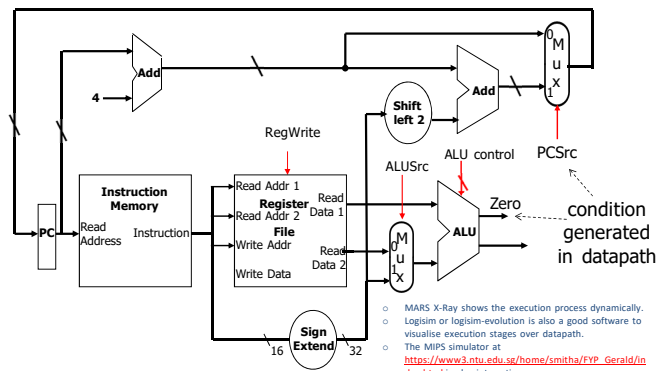 0
M
u
x
1
Add
4
Shift
left 2
Add
RegWrite
ALUSrc
ALU control
PCSrc
Instruction
Memory
Read
Address
Instruction
PC
Read Addr 1
Read Addr 2
Write Addr
Write Data
Register
File
Read
Data 1
Read
Data 2
0
M
u
x
1
ALU
Zero
condition
generated
in datapath
Sign
Extend
16
32
o MARS X-Ray shows the execution process dynamically.
o Logisim or logisim-evolution is also a good software to
visualise execution stages over datapath.
o The MIPS simulator at
https://www3.ntu.edu.sg/home/smitha/FYP_Gerald/in